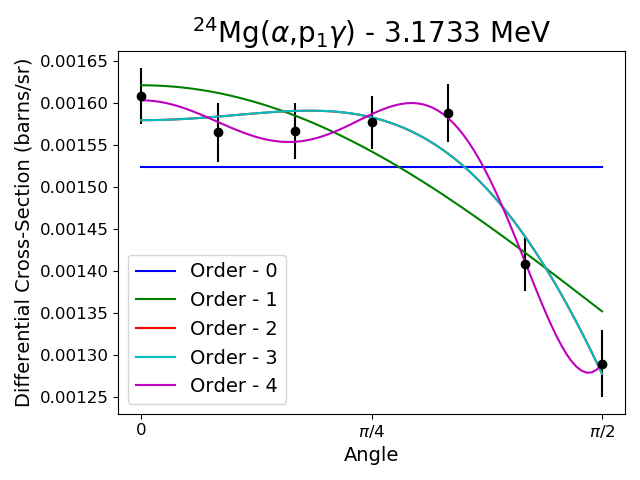 ²⁴Mg(α,p₁γ) - 3.1733 MeV
Differential Cross-Section (barns/sr)
0.00165
0.00160
0.00155
0.00150
0.00145
0.00140
0.00135
0.00130
0.00125
Order - 0
Order - 1
Order - 2
Order - 3
Order - 4
0 π/4 π/2
Angle